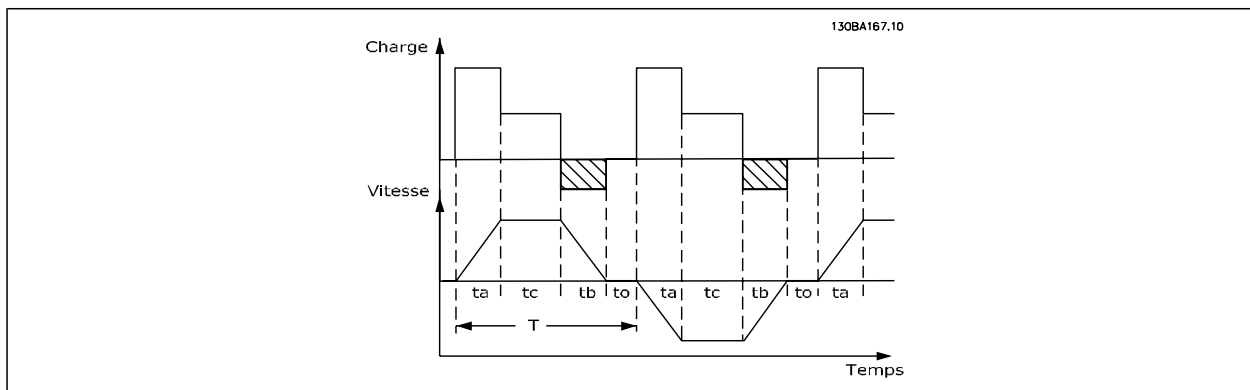 130BA167.10
Charge
Vitesse
ta tc tb to ta tc tb to ta
T
Temps